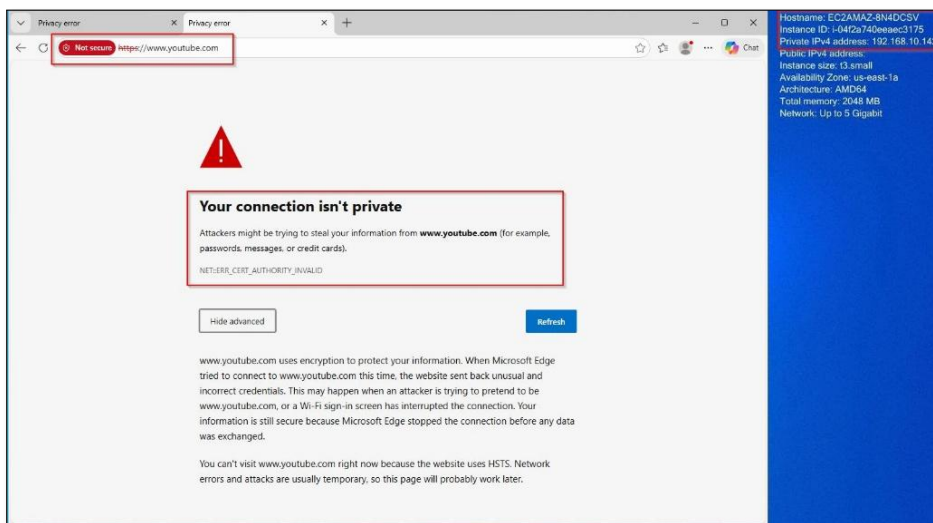 Privacy error
Privacy error
Not secure https://www.youtube.com
Chat
Your connection isn't private
Attackers might be trying to steal your information from www.youtube.com (for example,
passwords, messages, or credit cards).
NET::ERR_CERT_AUTHORITY_INVALID
Hide advanced
Refresh
www.youtube.com uses encryption to protect your information. When Microsoft Edge
tried to connect to www.youtube.com this time, the website sent back unusual and
incorrect credentials. This may happen when an attacker is trying to pretend to be
www.youtube.com, or a Wi-Fi sign-in screen has interrupted the connection. Your
information is still secure because Microsoft Edge stopped the connection before any data
was exchanged.
You can't visit www.youtube.com right now because the website uses HSTS. Network
errors and attacks are usually temporary, so this page will probably work later.
Hostname: EC2AMAZ-8N4DCSV
Instance ID: i-04f2a740eeaec3175
Private IPv4 address: 192.168.10.142
Public IPv4 address:
Instance size: t3.small
Availability Zone: us-east-1a
Architecture: AMD64
Total memory: 2048 MB
Network: Up to 5 Gigabit